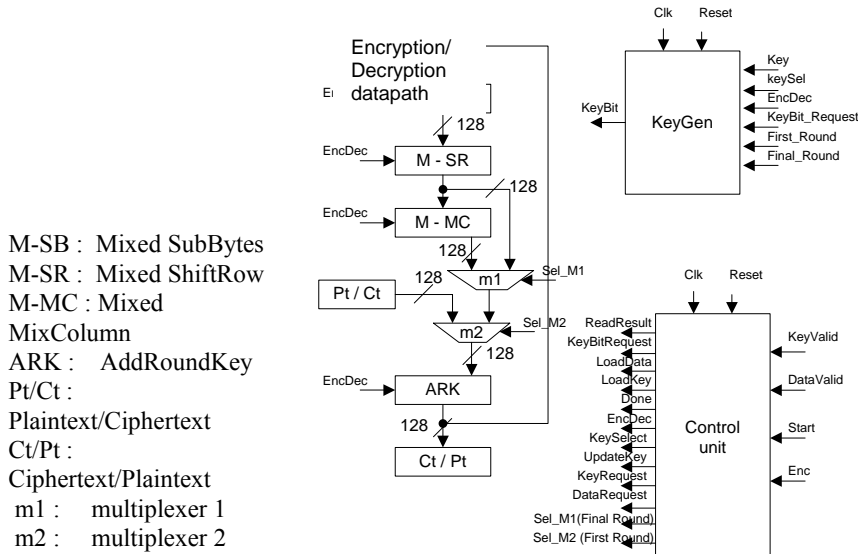 Encryption/
Decryption
datapath
128
EncDec
M - SR
128
EncDec
M - MC
128
Sel_M1
m1
Pt / Ct
128
Sel_M2
m2
128
EncDec
ARK
128
Ct / Pt
M-SB : Mixed SubBytes
M-SR : Mixed ShiftRow
M-MC : Mixed
MixColumn
ARK : AddRoundKey
Pt/Ct :
Plaintext/Ciphertext
Ct/Pt :
Ciphertext/Plaintext
m1 : multiplexer 1
m2 : multiplexer 2
Clk Reset
KeyBit
KeyGen
Key
keySel
EncDec
KeyBit_Request
First_Round
Final_Round
Clk Reset
ReadResult
KeyBitRequest
LoadData
LoadKey
Done
EncDec
KeySelect
UpdateKey
KeyRequest
DataRequest
Sel_M1(Final Round)
Sel_M2 (First Round)
Control
unit
KeyValid
DataValid
Start
Enc